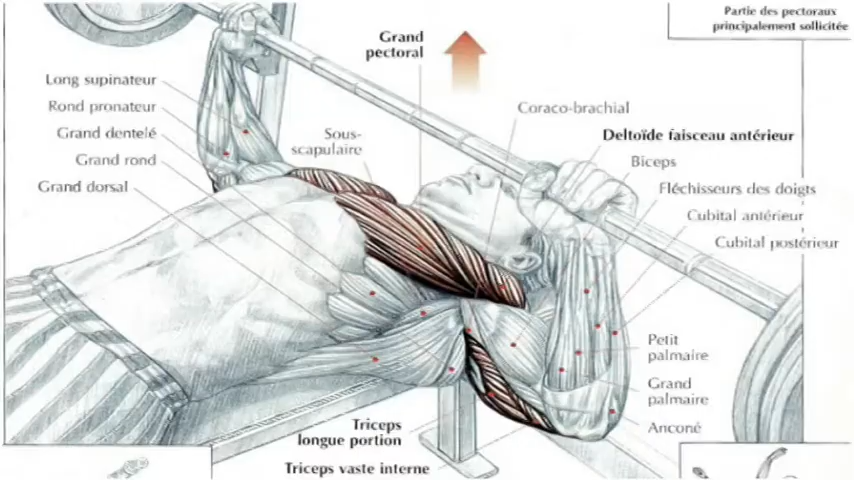 Partie des pectoraux
principalement sollicitée
Grand
pectoral
Long supinateur
Rond pronateur
Grand dentelé
Grand rond
Grand dorsal
Sous-
scapulaire
Coraco-brachial
Deltoïde faisceau antérieur
Biceps
Fléchisseurs des doigts
Cubital antérieur
Cubital postérieur
Petit
palmaire
Grand
palmaire
Anconé
Triceps
longue portion
Triceps vaste interne